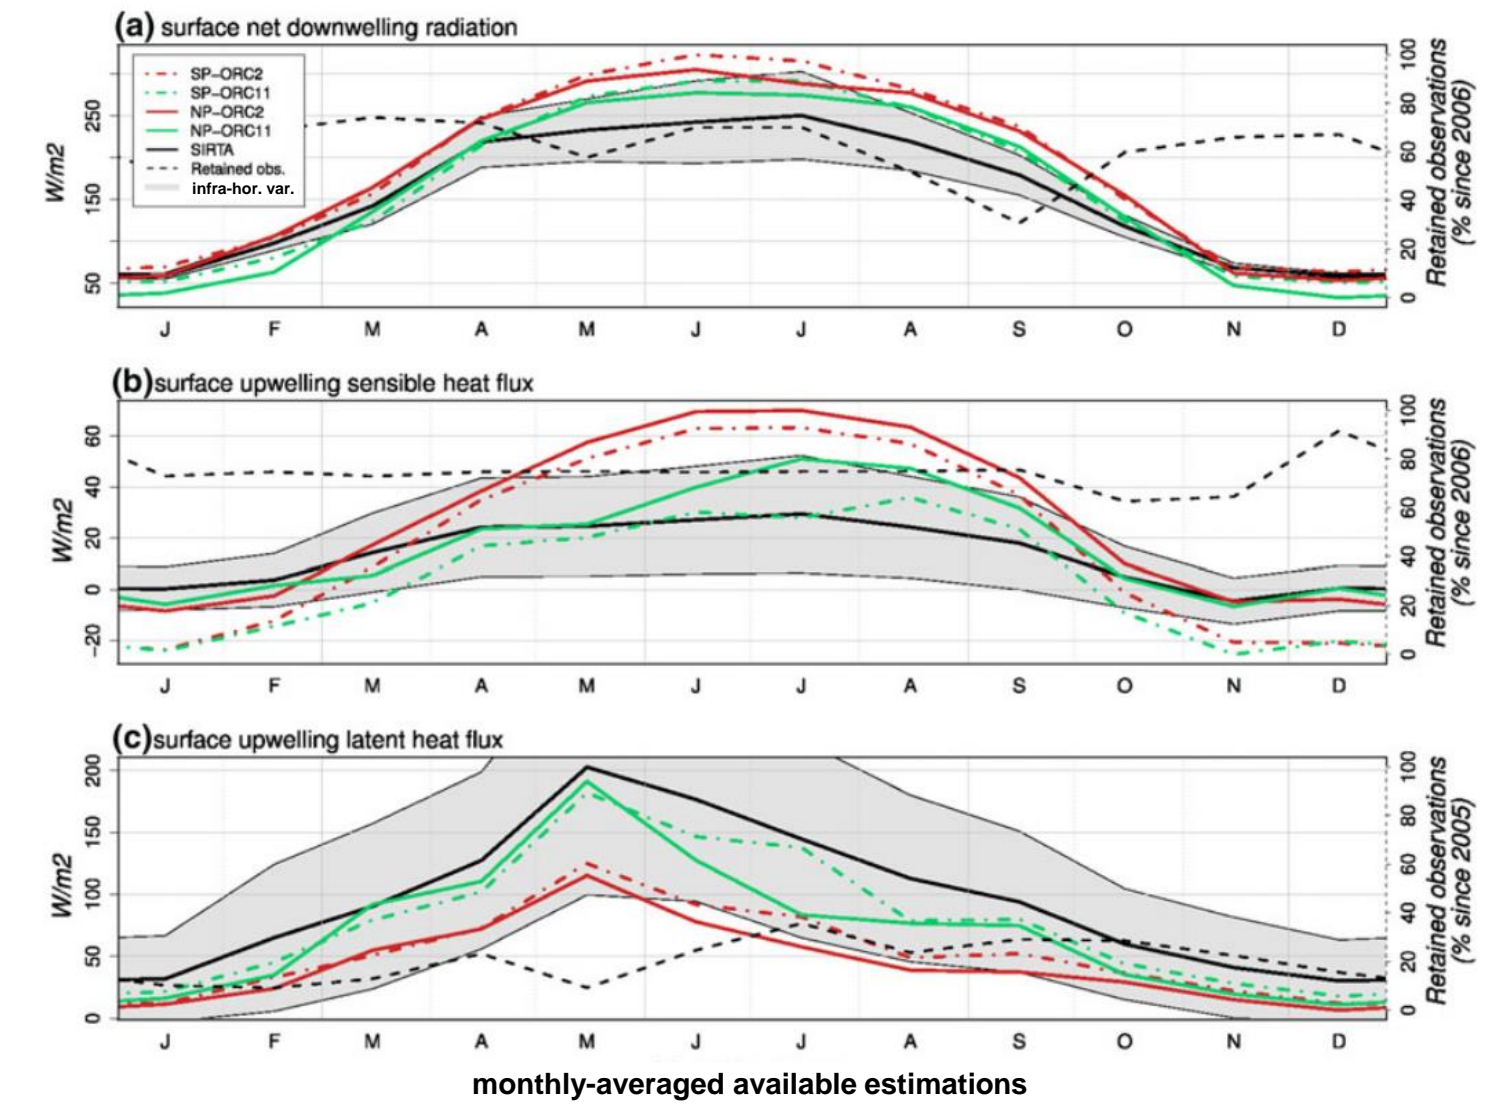 (a) surface net downwelling radiation
SP-ORC2
SP-ORC11
NP-ORC2
NP-ORC11
SIRTA
Retained obs.
infra-hor. var.
W/m2
50
150
250
0
20
40
60
80
100
Retained observations
(% since 2006)
J F M A M J J A S O N D
(b) surface upwelling sensible heat flux
W/m2
-20
0
20
40
60
0
20
40
60
80
100
Retained observations
(% since 2006)
J F M A M J J A S O N D
(c) surface upwelling latent heat flux
W/m2
0
50
100
150
200
0
20
40
60
80
100
Retained observations
(% since 2005)
J F M A M J J A S O N D
monthly-averaged available estimations